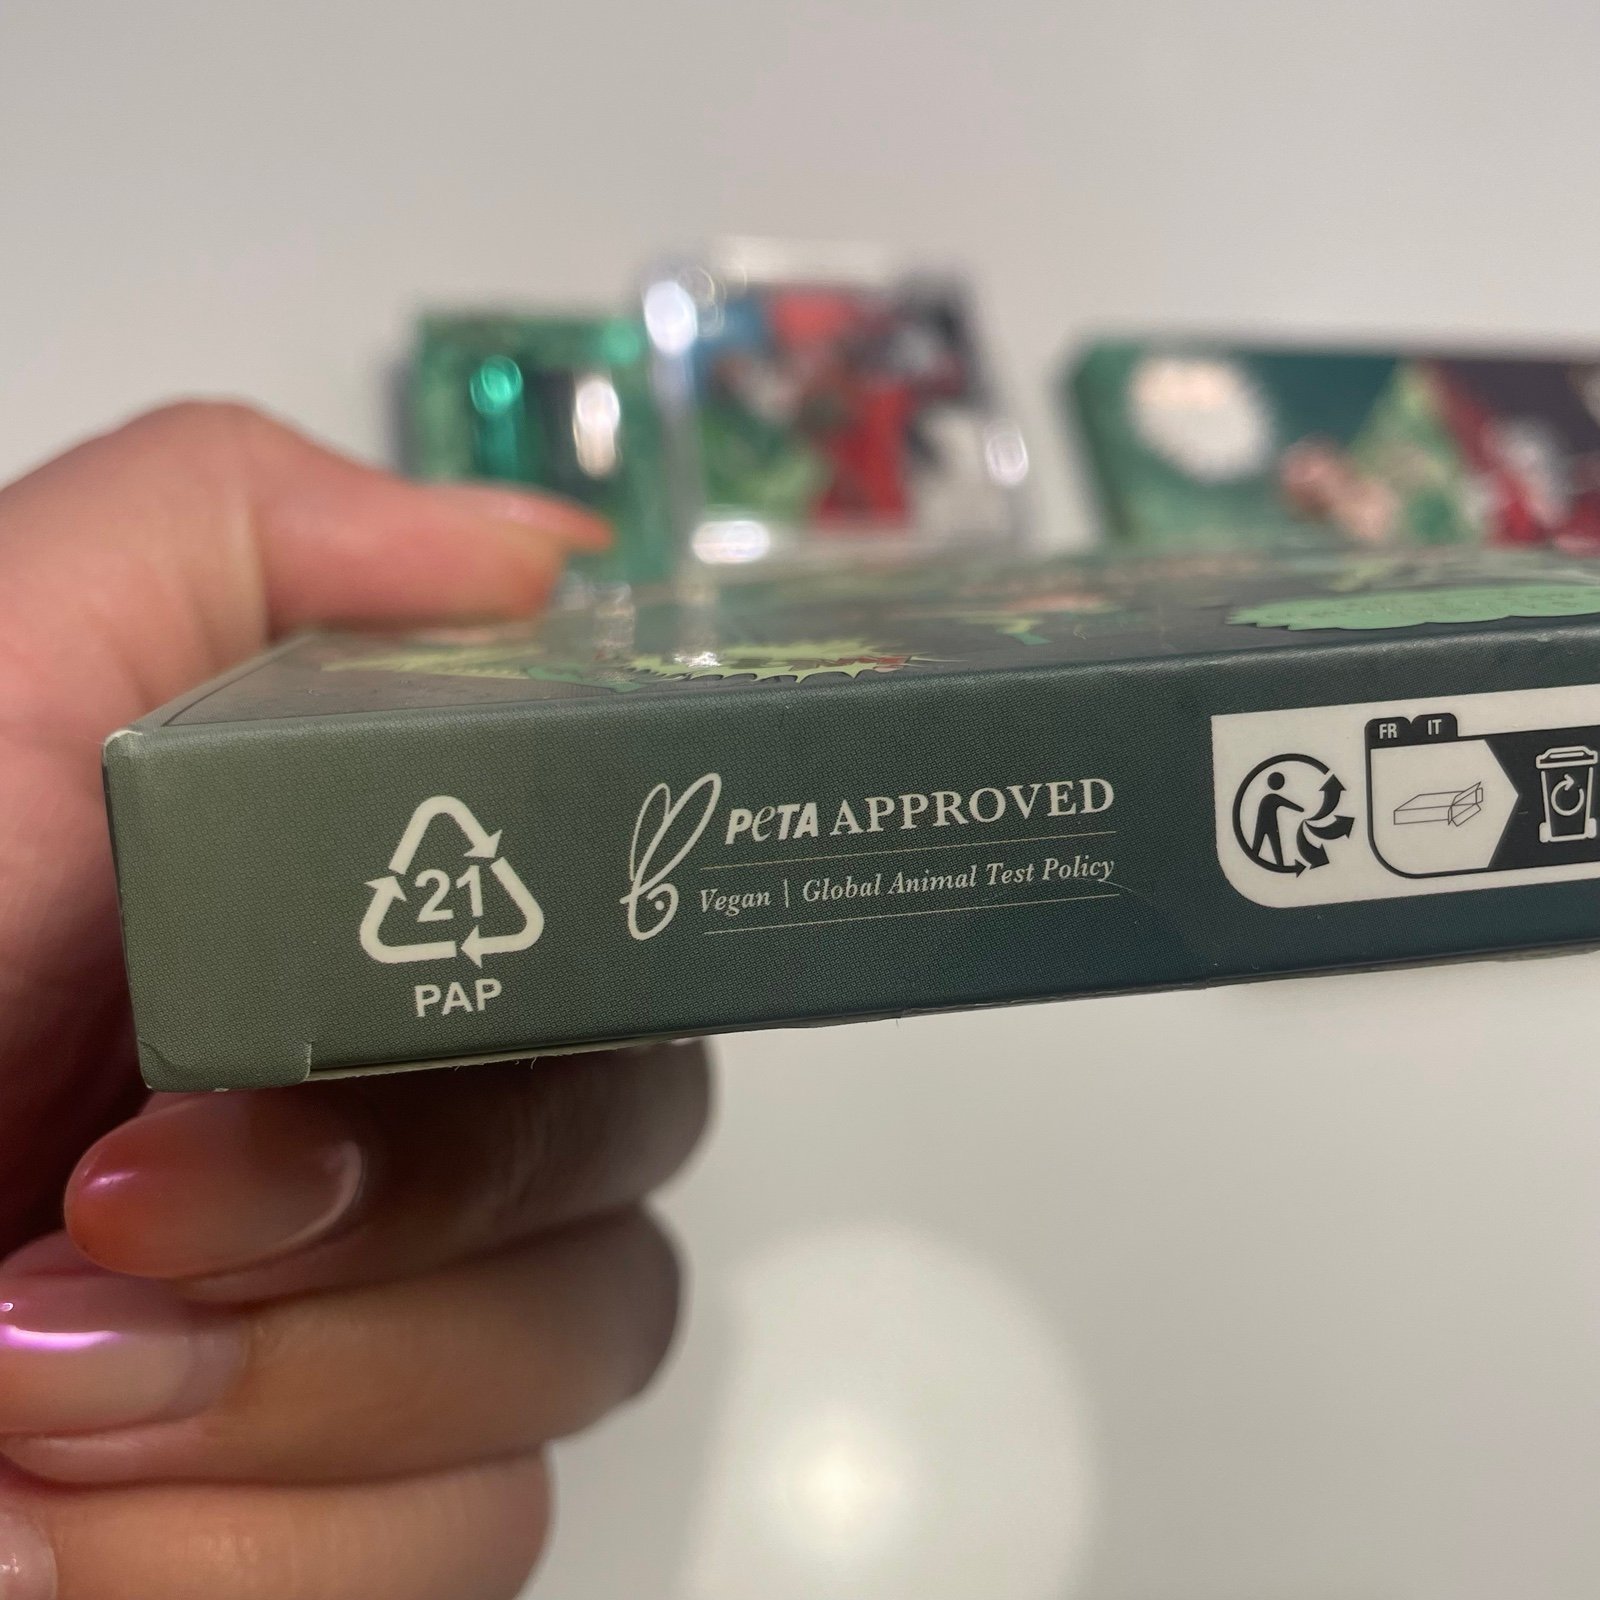 21
PAP
PETA APPROVED
Vegan | Global Animal Test Policy
FR IT